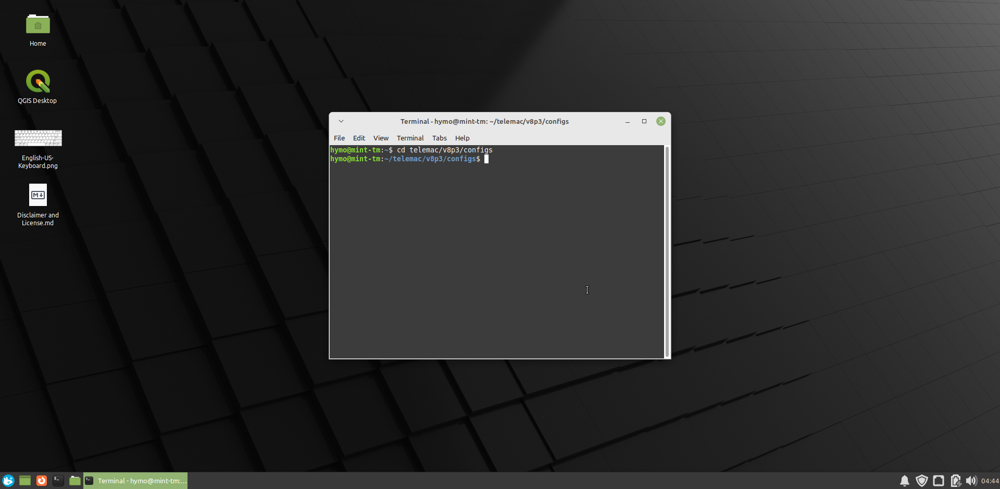 Home
QGIS Desktop
English-US-
Keyboard.png
Disclaimer and
License.md
Terminal - hymo@mint-tm: ~/telemac/v8p3/configs
File Edit View Terminal Tabs Help
hymo@mint-tm:~$ cd telemac/v8p3/configs
hymo@mint-tm:~/telemac/v8p3/configs$
Terminal - hymo@mint-tm:...
04:44